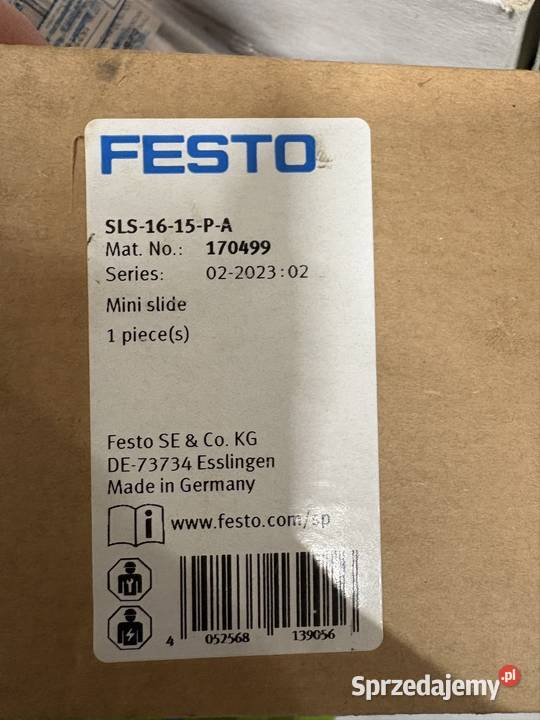 FESTO
SLS-16-15-P-A
Mat. No.: 170499
Series: 02-2023:02
Mini slide
1 piece(s)
Festo SE & Co. KG
DE-73734 Esslingen
Made in Germany
i www.festo.com/sp
4 052568 139056
Sprzedajemy.pl